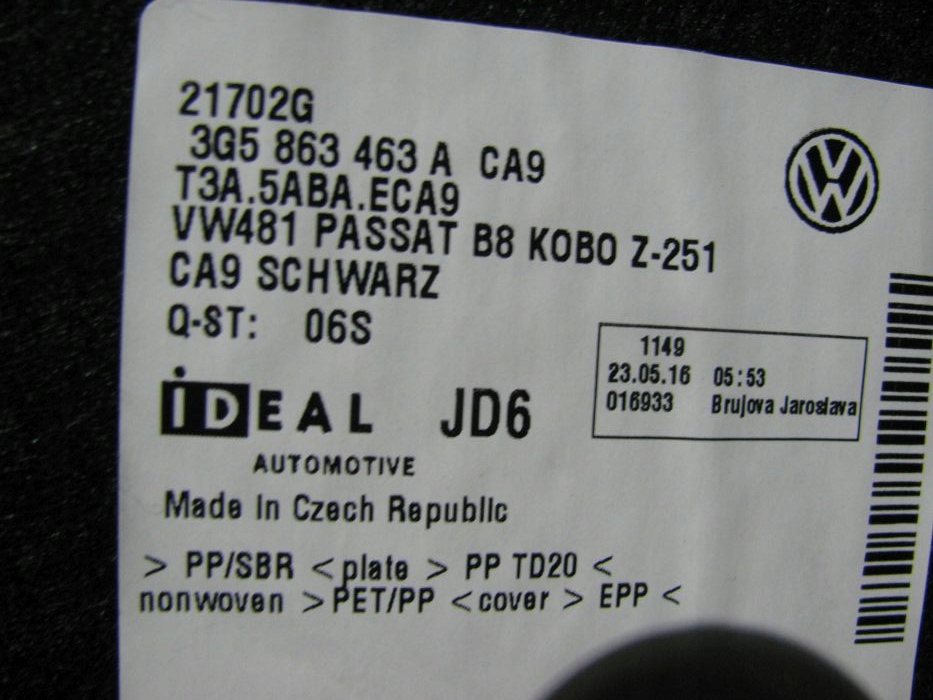 21702G
3G5 863 463 A CA9
T3A.5ABA.ECA9
VW481 PASSAT B8 KOBO Z-251
CA9 SCHWARZ
Q-ST: 06S
1149
23.05.16 05:53
016933 Brujova Jaroslava
iDEAL JD6
AUTOMOTIVE
Made In Czech Republic
> PP/SBR < plate > PP TD20 <
nonwoven > PET/PP < cover > EPP <